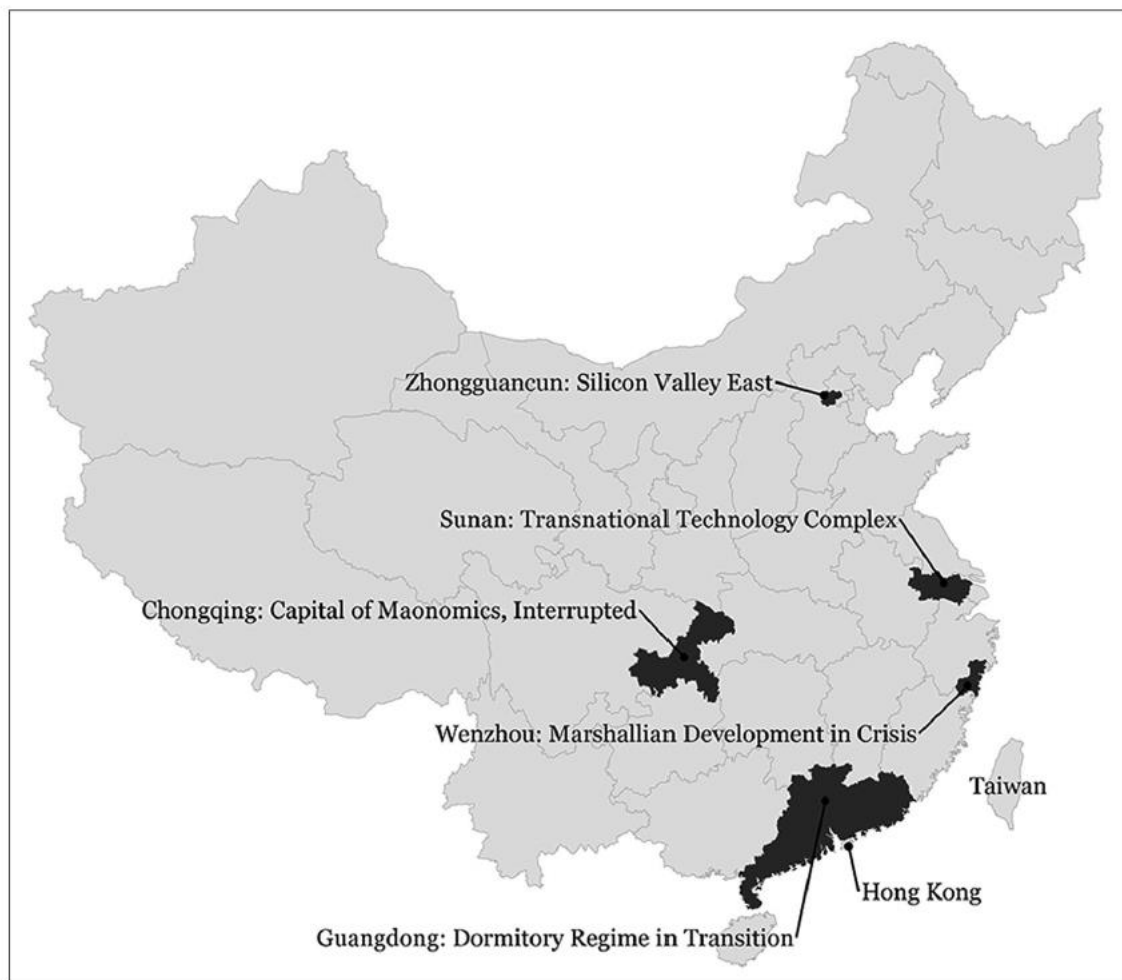 Zhongguancun: Silicon Valley East
Sunan: Transnational Technology Complex
Chongqing: Capital of Maonomics, Interrupted
Wenzhou: Marshallian Development in Crisis
Taiwan
Hong Kong
Guangdong: Dormitory Regime in Transition